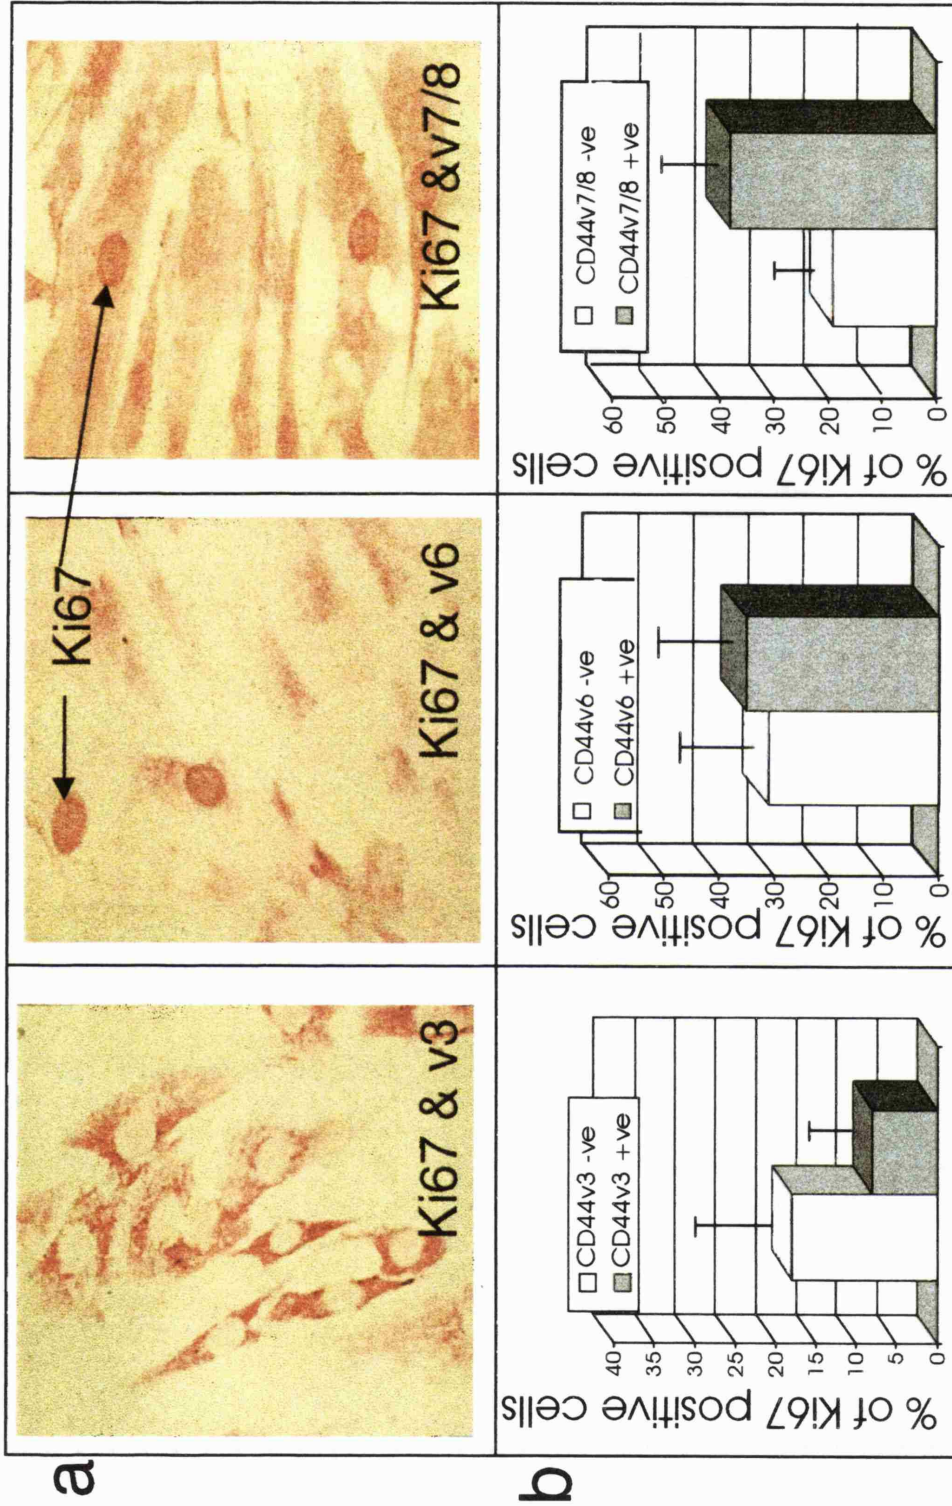 a
Ki67
Ki67 & v3
Ki67 & v6
Ki67 &v7/8
b
% of Ki67 positive cells
40
35
30
25
20
15
10
5
0
CD44v3 -ve
CD44v3 +ve
% of Ki67 positive cells
60
50
40
30
20
10
0
CD44v6 -ve
CD44v6 +ve
% of Ki67 positive cells
60
50
40
30
20
10
0
CD44v7/8 -ve
CD44v7/8 +ve